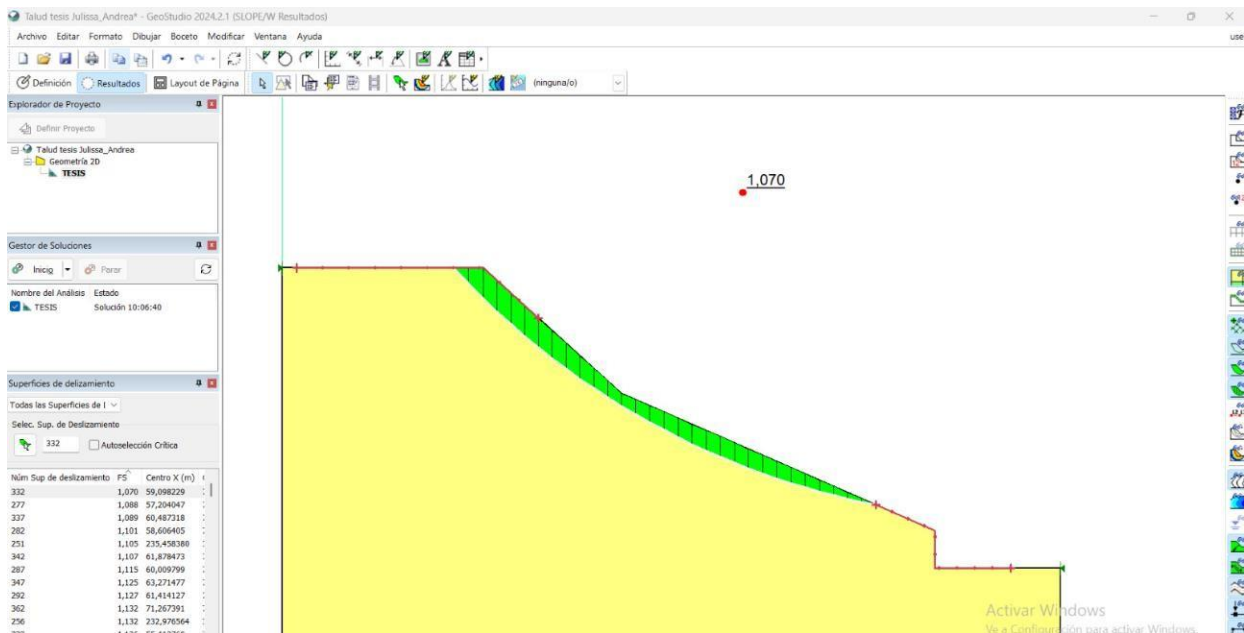 Talud tesis Julissa_Andrea* - GeoStudio 2024.2.1 (SLOPE/W Resultados)
Archivo Editar Formato Dibujar Boceto Modificar Ventana Ayuda
use
Definición Resultados Layout de Página (ninguna/o)
Explorador de Proyecto
Definir Proyecto
Talud tesis Julissa_Andrea
Geometría 2D
TESIS
Gestor de Soluciones
Inicio Parar
Nombre del Análisis Estado
TESIS Solución 10:06:40
Superficies de delizamiento
Todas las Superficies de l
Selec. Sup. de Deslizamiento
332 Autoselección Crítica
Núm Sup de deslizamiento FS Centro X (m)
332 1,070 59,098229
277 1,088 57,204047
337 1,089 60,487318
282 1,101 58,606405
251 1,105 235,458380
342 1,107 61,878473
287 1,115 60,009799
347 1,125 63,271477
292 1,127 61,414127
362 1,132 71,267391
256 1,132 232,976564
1,070
Activar Windows
Ve a Configuración para activar Windows.